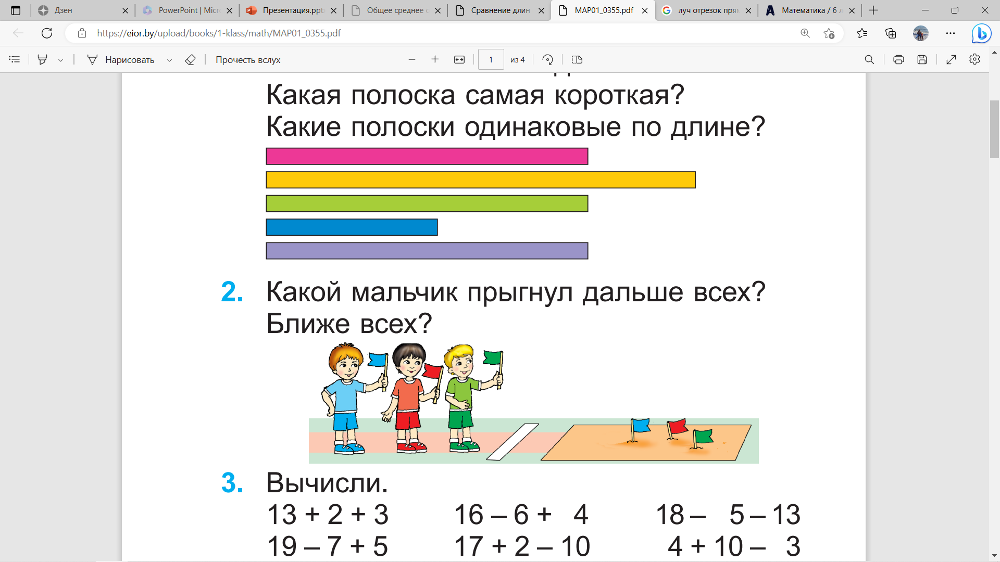 Дзен
PowerPoint | Micr
Презентация.ppt
Общее среднее
Сравнение длин
MAP01_0355.pdf
луч отрезок пря
Математика / 6 л
https://eior.by/upload/books/1-klass/math/MAP01_0355.pdf
Нарисовать
Прочесть вслух
1 из 4
Какая полоска самая короткая?
Какие полоски одинаковые по длине?
2. Какой мальчик прыгнул дальше всех?
Ближе всех?
3. Вычисли.
13 + 2 + 3 16 – 6 + 4 18 – 5 – 13
19 – 7 + 5 17 + 2 – 10 4 + 10 – 3